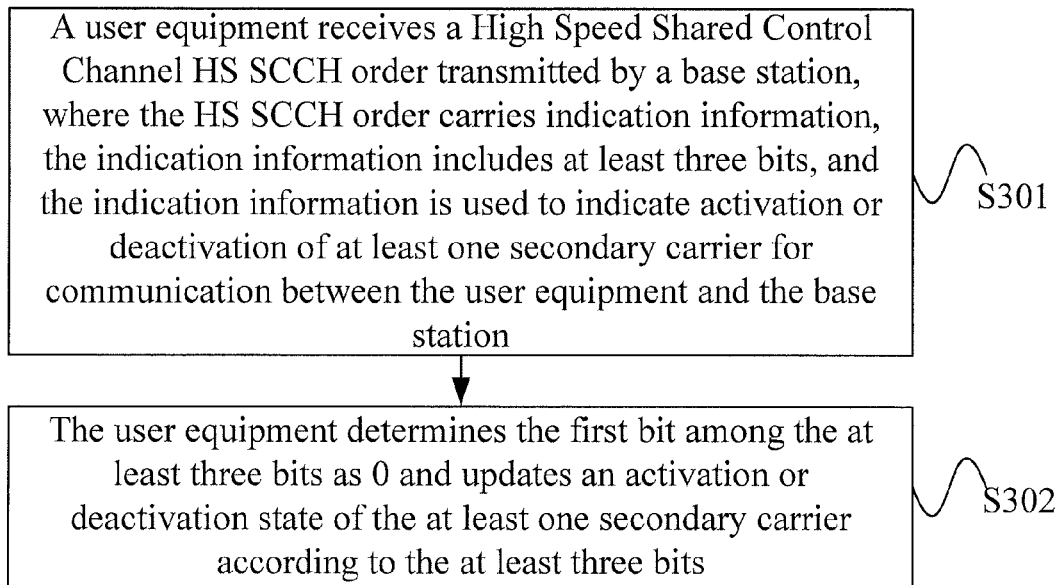 A user equipment receives a High Speed Shared Control
Channel HS SCCH order transmitted by a base station,
where the HS SCCH order carries indication information,
the indication information includes at least three bits, and
the indication information is used to indicate activation or
deactivation of at least one secondary carrier for
communication between the user equipment and the base
station
S301
The user equipment determines the first bit among the at
least three bits as 0 and updates an activation or
deactivation state of the at least one secondary carrier
according to the at least three bits
S302